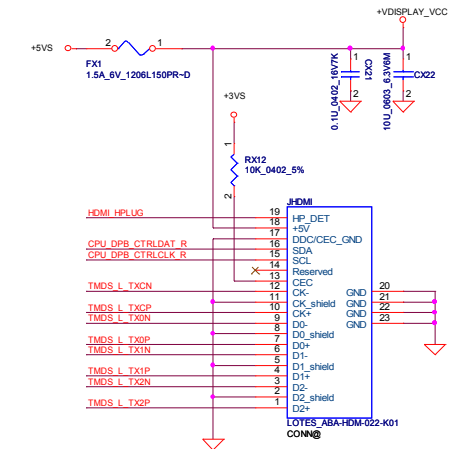 +VDISPLAY_VCC
+5VS
2
1
FX1
1.5A_6V_1206L150PR~D
1
2
CX21
0.1U_0402_16V7K
1
2
CX22
10U_0603_6.3V6M
+3VS
1
2
RX12
10K_0402_5%
JHDMI
HDMI_HPLUG 19 HP_DET
18 +5V
17 DDC/CEC_GND
CPU_DPB_CTRLDAT_R 16 SDA
CPU_DPB_CTRLCLK_R 15 SCL
14 Reserved
13 CEC
TMDS_L_TXCN 12 CK-
11 CK_shield
TMDS_L_TXCP 10 CK+
TMDS_L_TX0N 9 D0-
8 D0_shield
TMDS_L_TX0P 7 D0+
TMDS_L_TX1N 6 D1-
5 D1_shield
TMDS_L_TX1P 4 D1+
TMDS_L_TX2N 3 D2-
2 D2_shield
TMDS_L_TX2P 1 D2+
GND 20
GND 21
GND 22
GND 23
LOTES_ABA-HDM-022-K01
CONN@